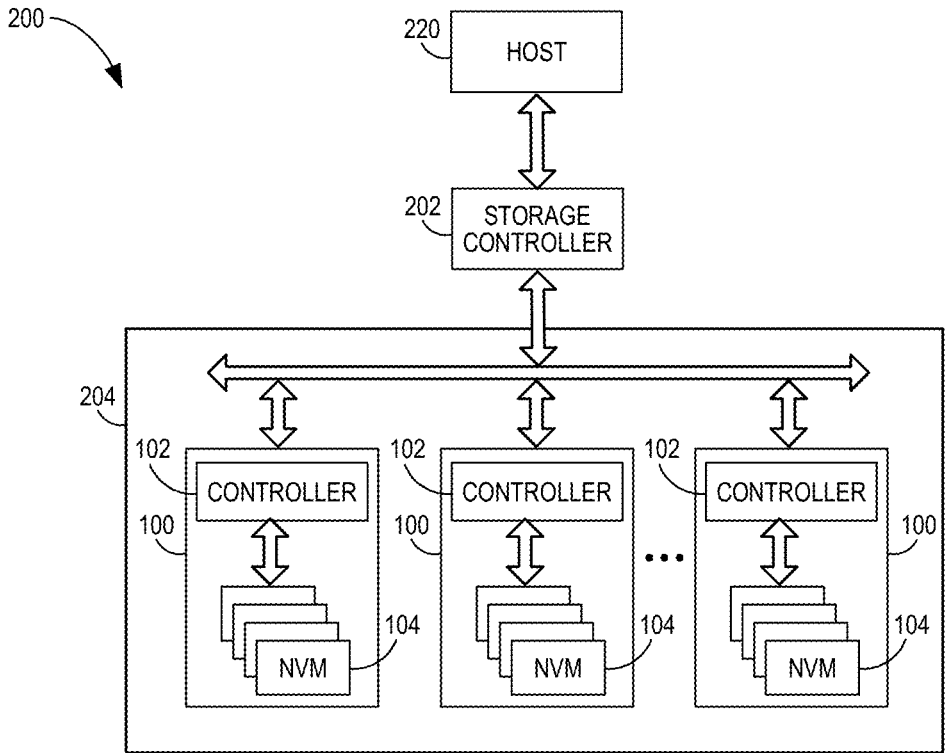 200
220
HOST
202
STORAGE
CONTROLLER
204
102
CONTROLLER
100
104
NVM
102
CONTROLLER
100
•••
104
NVM
102
CONTROLLER
100
104
NVM